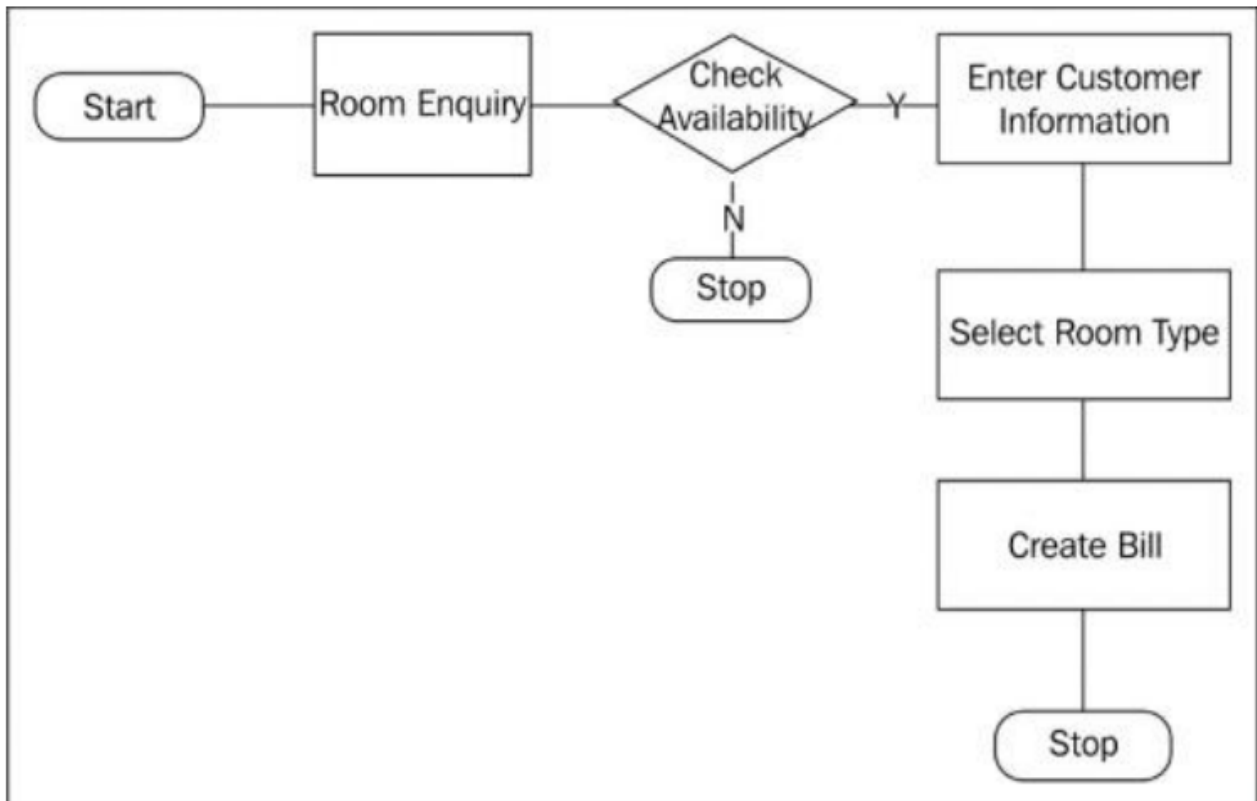 Start
Room Enquiry
Check
Availability
Y
Enter Customer
Information
N
Stop
Select Room Type
Create Bill
Stop